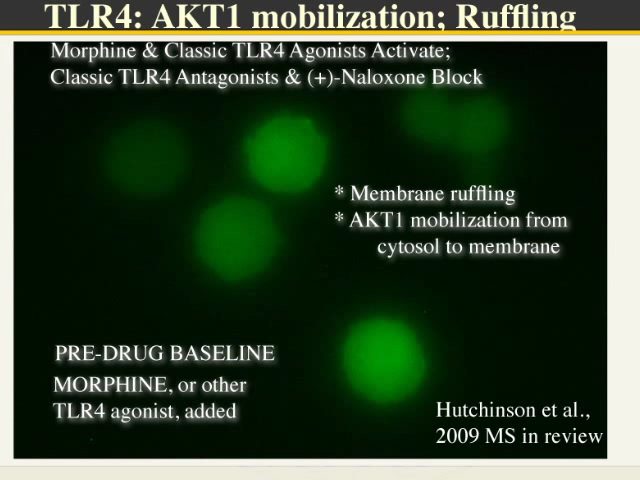 TLR4: AKT1 mobilization; Ruffling
Morphine & Classic TLR4 Agonists Activate;
Classic TLR4 Antagonists & (+)-Naloxone Block
* Membrane ruffling
* AKT1 mobilization from
cytosol to membrane
PRE-DRUG BASELINE
MORPHINE, or other
TLR4 agonist, added
Hutchinson et al.,
2009 MS in review